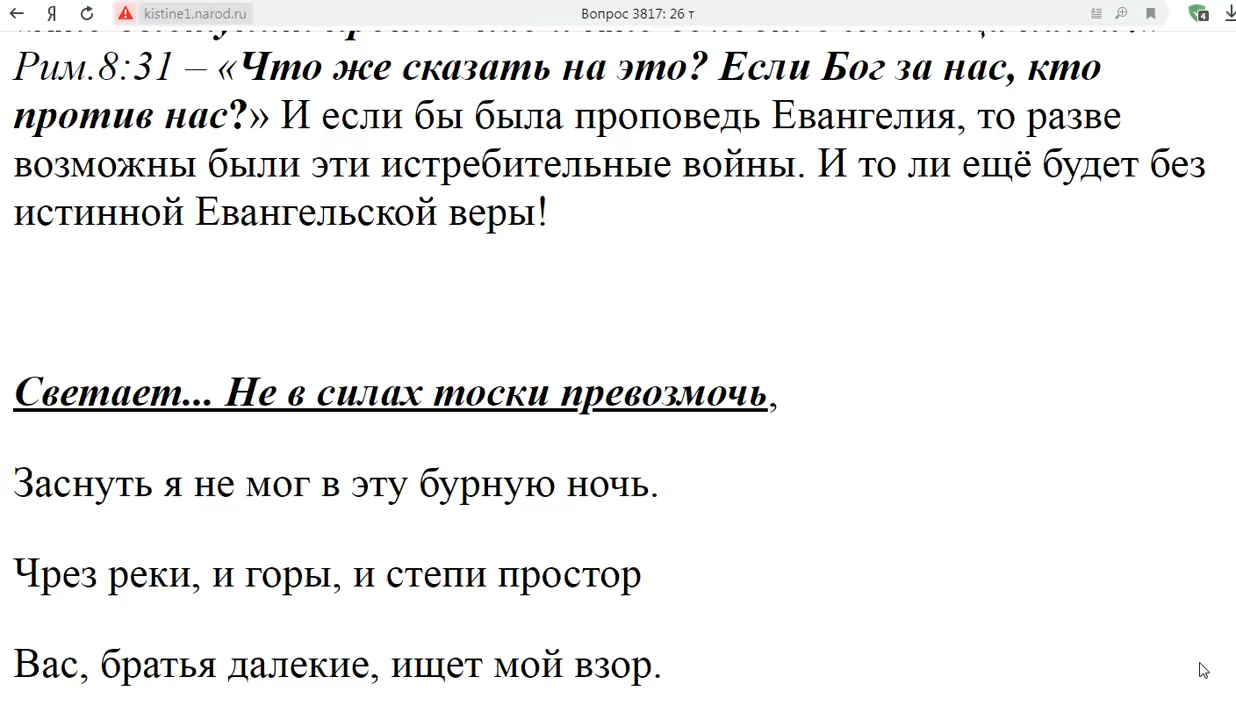 Я kistine1.narod.ru Вопрос 3817: 26 т 4
Рим.8:31 – «Что же сказать на это? Если Бог за нас, кто
против нас?» И если бы была проповедь Евангелия, то разве
возможны были эти истребительные войны. И то ли ещё будет без
истинной Евангельской веры!
Светает... Не в силах тоски превозмочь,
Заснуть я не мог в эту бурную ночь.
Чрез реки, и горы, и степи простор
Вас, братья далекие, ищет мой взор.